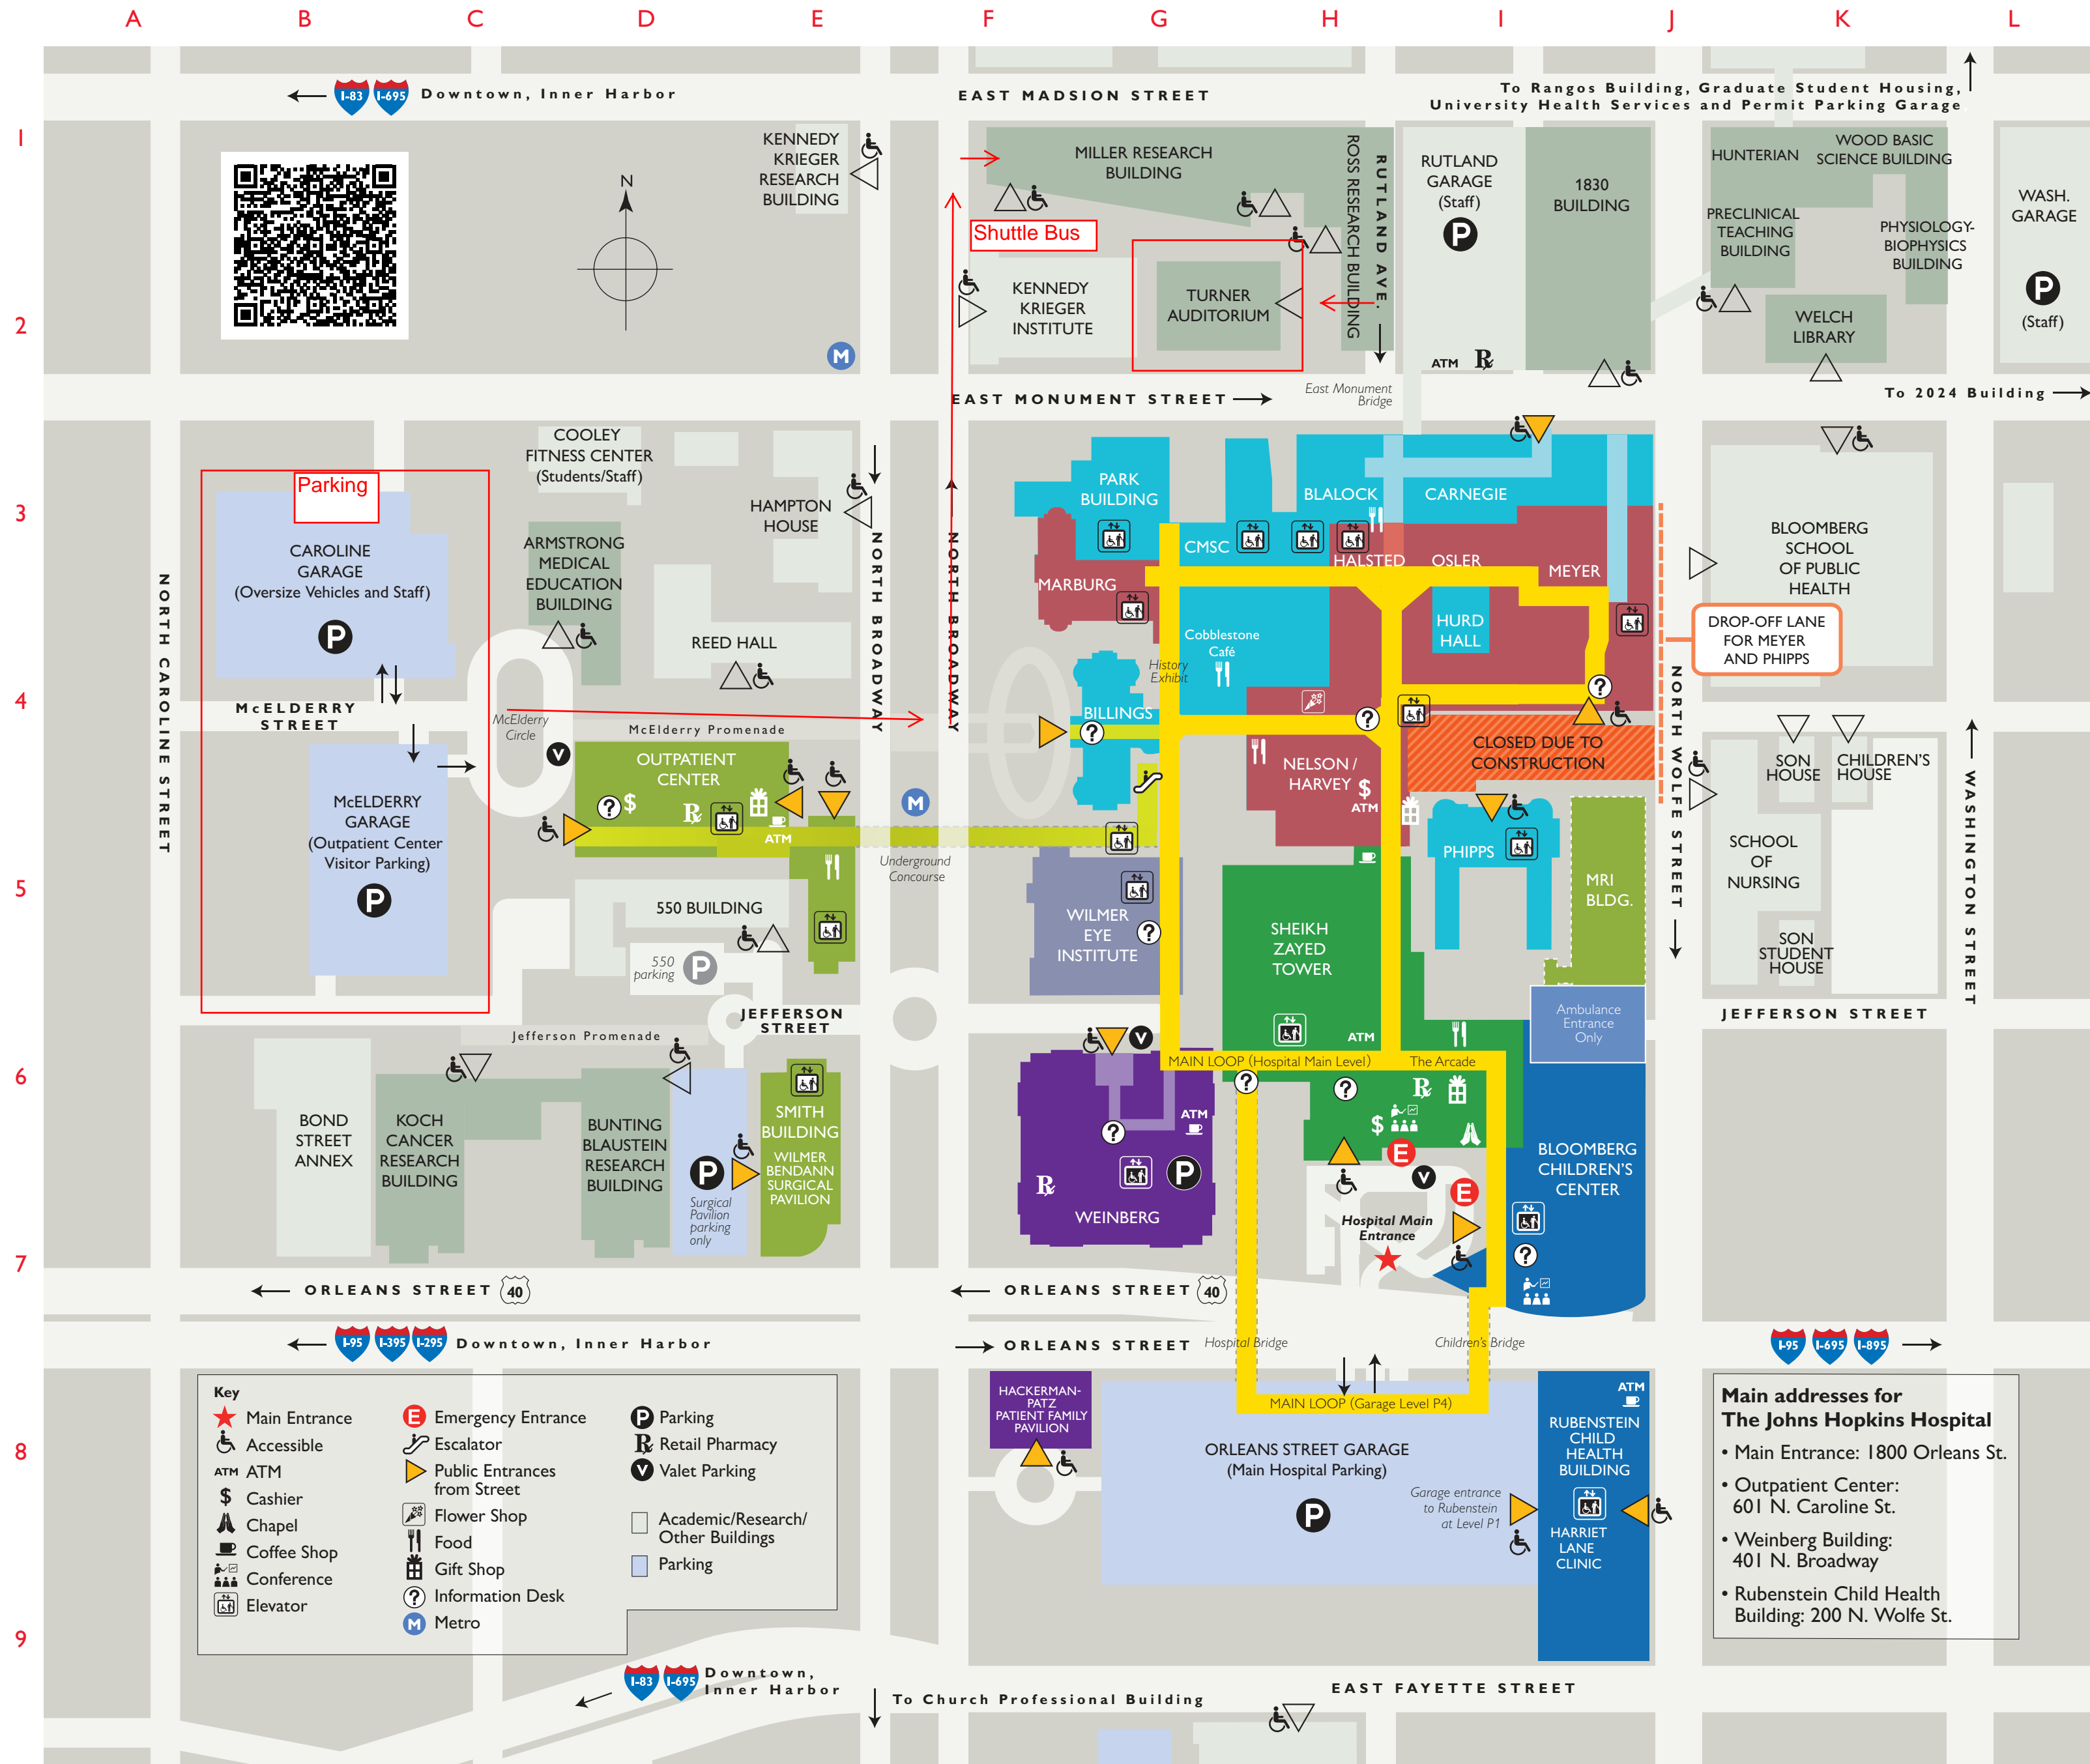 A B C D E F G H I J K L
1
2
3
4
5
6
7
8
9
I-83 I-695 Downtown, Inner Harbor
EAST MADSION STREET
To Rangos Building, Graduate Student Housing,
University Health Services and Permit Parking Garage
KENNEDY
KRIEGER
RESEARCH
BUILDING
N
M
MILLER RESEARCH
BUILDING
Shuttle Bus
KENNEDY
KRIEGER
INSTITUTE
TURNER
AUDITORIUM
ROSS RESEARCH BUILDING
RUTLAND AVE.
RUTLAND
GARAGE
(Staff)
P
ATM
1830
BUILDING
HUNTERIAN
WOOD BASIC
SCIENCE BUILDING
PRECLINICAL
TEACHING
BUILDING
PHYSIOLOGY-
BIOPHYSICS
BUILDING
WELCH
LIBRARY
WASH.
GARAGE
P
(Staff)
EAST MONUMENT STREET
East Monument
Bridge
To 2024 Building
Parking
CAROLINE
GARAGE
(Oversize Vehicles and Staff)
P
NORTH CAROLINE STREET
McELDERRY
STREET
McELDERRY
GARAGE
(Outpatient Center
Visitor Parking)
P
COOLEY
FITNESS CENTER
(Students/Staff)
ARMSTRONG
MEDICAL
EDUCATION
BUILDING
HAMPTON
HOUSE
REED HALL
NORTH BROADWAY
NORTH BROADWAY
McElderry
Circle
V
McElderry Promenade
OUTPATIENT
CENTER
? $
ATM
M
Underground
Concourse
550 BUILDING
550
parking
P
JEFFERSON
STREET
Jefferson Promenade
PARK
BUILDING
MARBURG
CMSC
BLALOCK
CARNEGIE
HALSTED
OSLER
MEYER
HURD
HALL
Cobblestone
Café
History
Exhibit
BILLINGS
?
?
?
NELSON /
HARVEY
$
ATM
CLOSED DUE TO
CONSTRUCTION
PHIPPS
MRI
BLDG.
WILMER
EYE
INSTITUTE
?
SHEIKH
ZAYED
TOWER
ATM
BLOOMBERG
SCHOOL
OF PUBLIC
HEALTH
DROP-OFF LANE
FOR MEYER
AND PHIPPS
NORTH WOLFE STREET
SON
HOUSE
CHILDREN'S
HOUSE
SCHOOL
OF
NURSING
SON
STUDENT
HOUSE
WASHINGTON STREET
JEFFERSON STREET
Ambulance
Entrance
Only
MAIN LOOP (Hospital Main Level)
The Arcade
BOND
STREET
ANNEX
KOCH
CANCER
RESEARCH
BUILDING
BUNTING
BLAUSTEIN
RESEARCH
BUILDING
P
Surgical
Pavilion
parking
only
SMITH
BUILDING
WILMER
BENDANN
SURGICAL
PAVILION
V
ATM
?
P
WEINBERG
?
?
$
E
V
E
Hospital Main
Entrance
BLOOMBERG
CHILDREN'S
CENTER
?
ORLEANS STREET 40
ORLEANS STREET 40
I-95 I-395 I-295 Downtown, Inner Harbor
ORLEANS STREET
Hospital Bridge
Children's Bridge
I-95 I-695 I-895
HACKERMAN-
PATZ
PATIENT FAMILY
PAVILION
MAIN LOOP (Garage Level P4)
ORLEANS STREET GARAGE
(Main Hospital Parking)
P
Garage entrance
to Rubenstein
at Level P1
ATM
RUBENSTEIN
CHILD
HEALTH
BUILDING
HARRIET
LANE
CLINIC
Key
Main Entrance
Accessible
ATM ATM
$ Cashier
Chapel
Coffee Shop
Conference
Elevator
E Emergency Entrance
Escalator
Public Entrances
from Street
Flower Shop
Food
Gift Shop
? Information Desk
M Metro
P Parking
Retail Pharmacy
V Valet Parking
Academic/Research/
Other Buildings
Parking
Main addresses for
The Johns Hopkins Hospital
• Main Entrance: 1800 Orleans St.
• Outpatient Center:
601 N. Caroline St.
• Weinberg Building:
401 N. Broadway
• Rubenstein Child Health
Building: 200 N. Wolfe St.
I-83 I-695 Downtown,
Inner Harbor
To Church Professional Building
EAST FAYETTE STREET